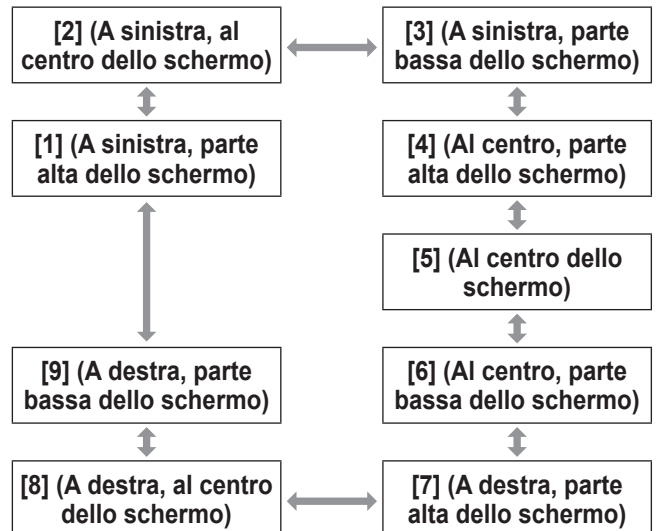 [2] (A sinistra, al
centro dello schermo)
[3] (A sinistra, parte
bassa dello schermo)
[1] (A sinistra, parte
alta dello schermo)
[4] (Al centro, parte
alta dello schermo)
[5] (Al centro dello
schermo)
[9] (A destra, parte
bassa dello schermo)
[6] (Al centro, parte
bassa dello schermo)
[8] (A destra, al centro
dello schermo)
[7] (A destra, parte
alta dello schermo)